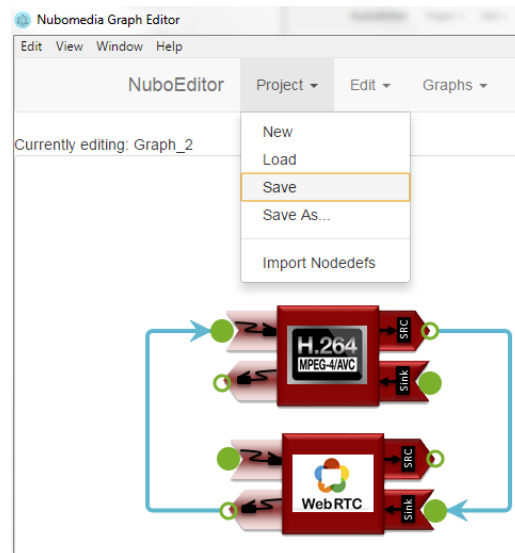 Nubomedia Graph Editor
Edit View Window Help
NuboEditor Project Edit Graphs
Currently editing: Graph_2
New
Load
Save
Save As...
Import Nodedefs
SRC
H.264
MPEG-4/AVC
Sink
SRC
WebRTC
Sink